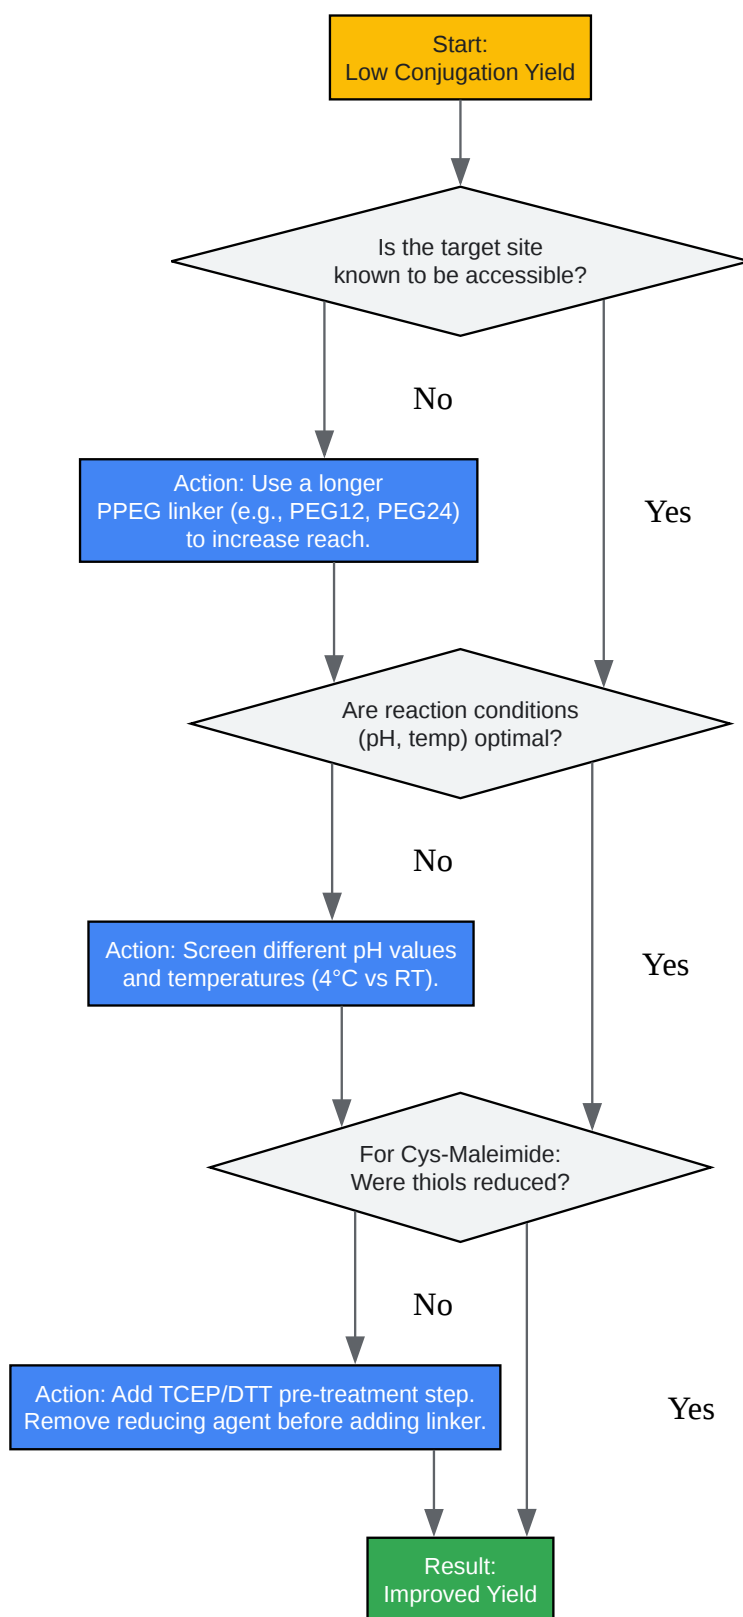 Start:
Low Conjugation Yield
Is the target site
known to be accessible?
No
Action: Use a longer
PPEG linker (e.g., PEG12, PEG24)
to increase reach.
Yes
Are reaction conditions
(pH, temp) optimal?
No
Action: Screen different pH values
and temperatures (4°C vs RT).
Yes
For Cys-Maleimide:
Were thiols reduced?
No
Action: Add TCEP/DTT pre-treatment step.
Remove reducing agent before adding linker.
Yes
Result:
Improved Yield